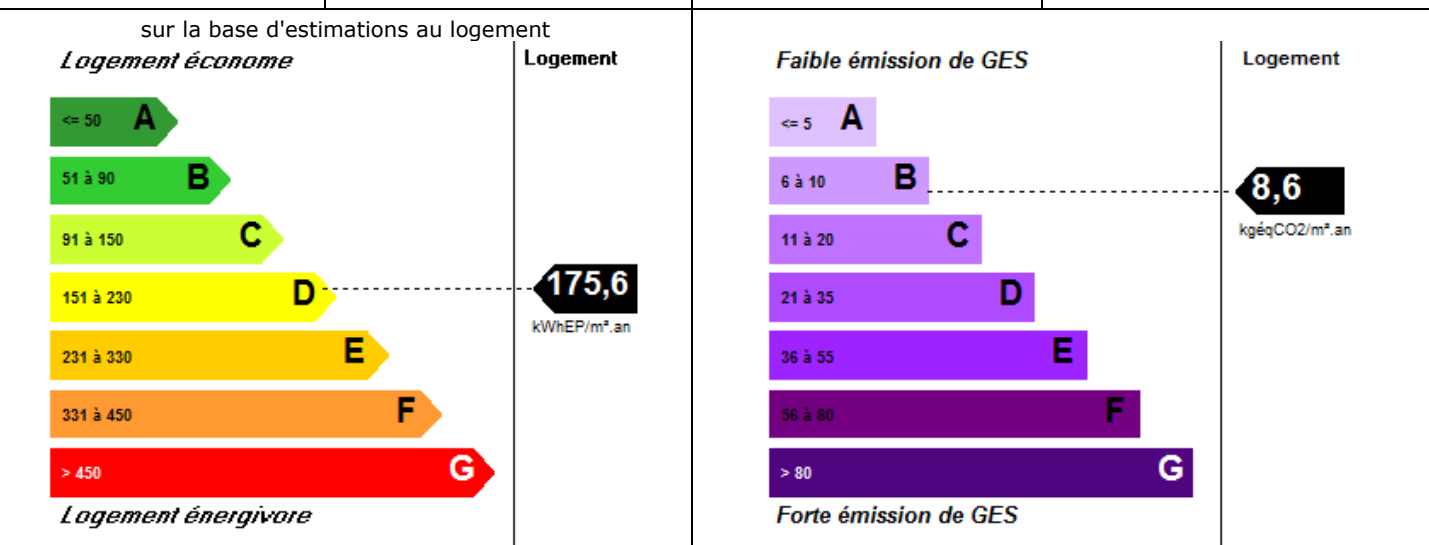 sur la base d'estimations au logement
Logement économe
Logement
<= 50 A
51 à 90 B
91 à 150 C
151 à 230 D
175,6
kWhEP/m².an
231 à 330 E
331 à 450 F
> 450 G
Logement énergivore
Faible émission de GES
Logement
<= 5 A
6 à 10 B
8,6
kgéqCO2/m².an
11 à 20 C
21 à 35 D
36 à 55 E
56 à 80 F
> 80 G
Forte émission de GES